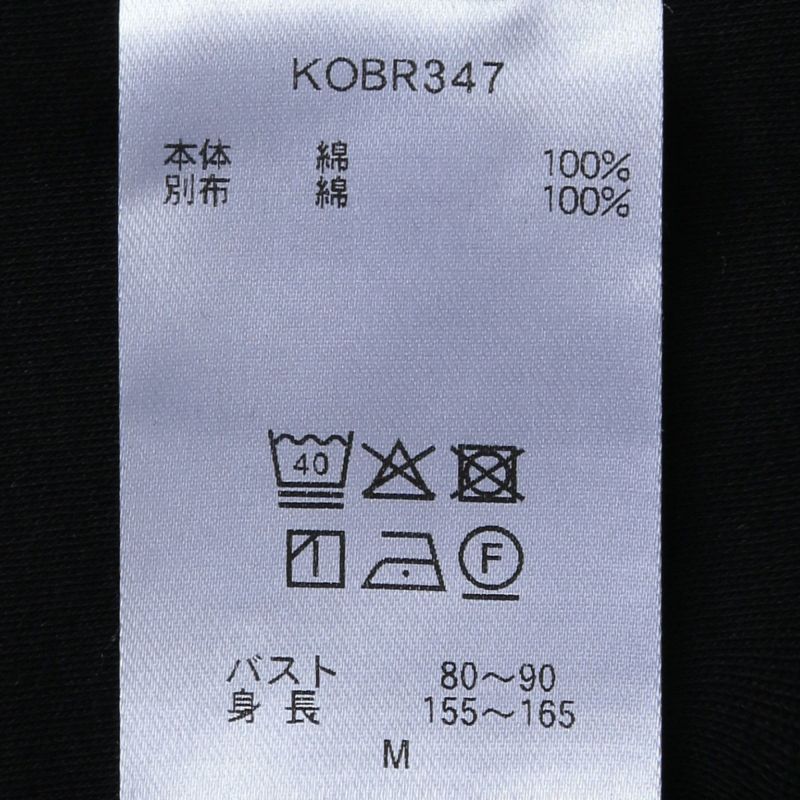 KOBR347
本体 綿 100%
別布 綿 100%
40
F
バスト 80〜90
身長 155〜165
M